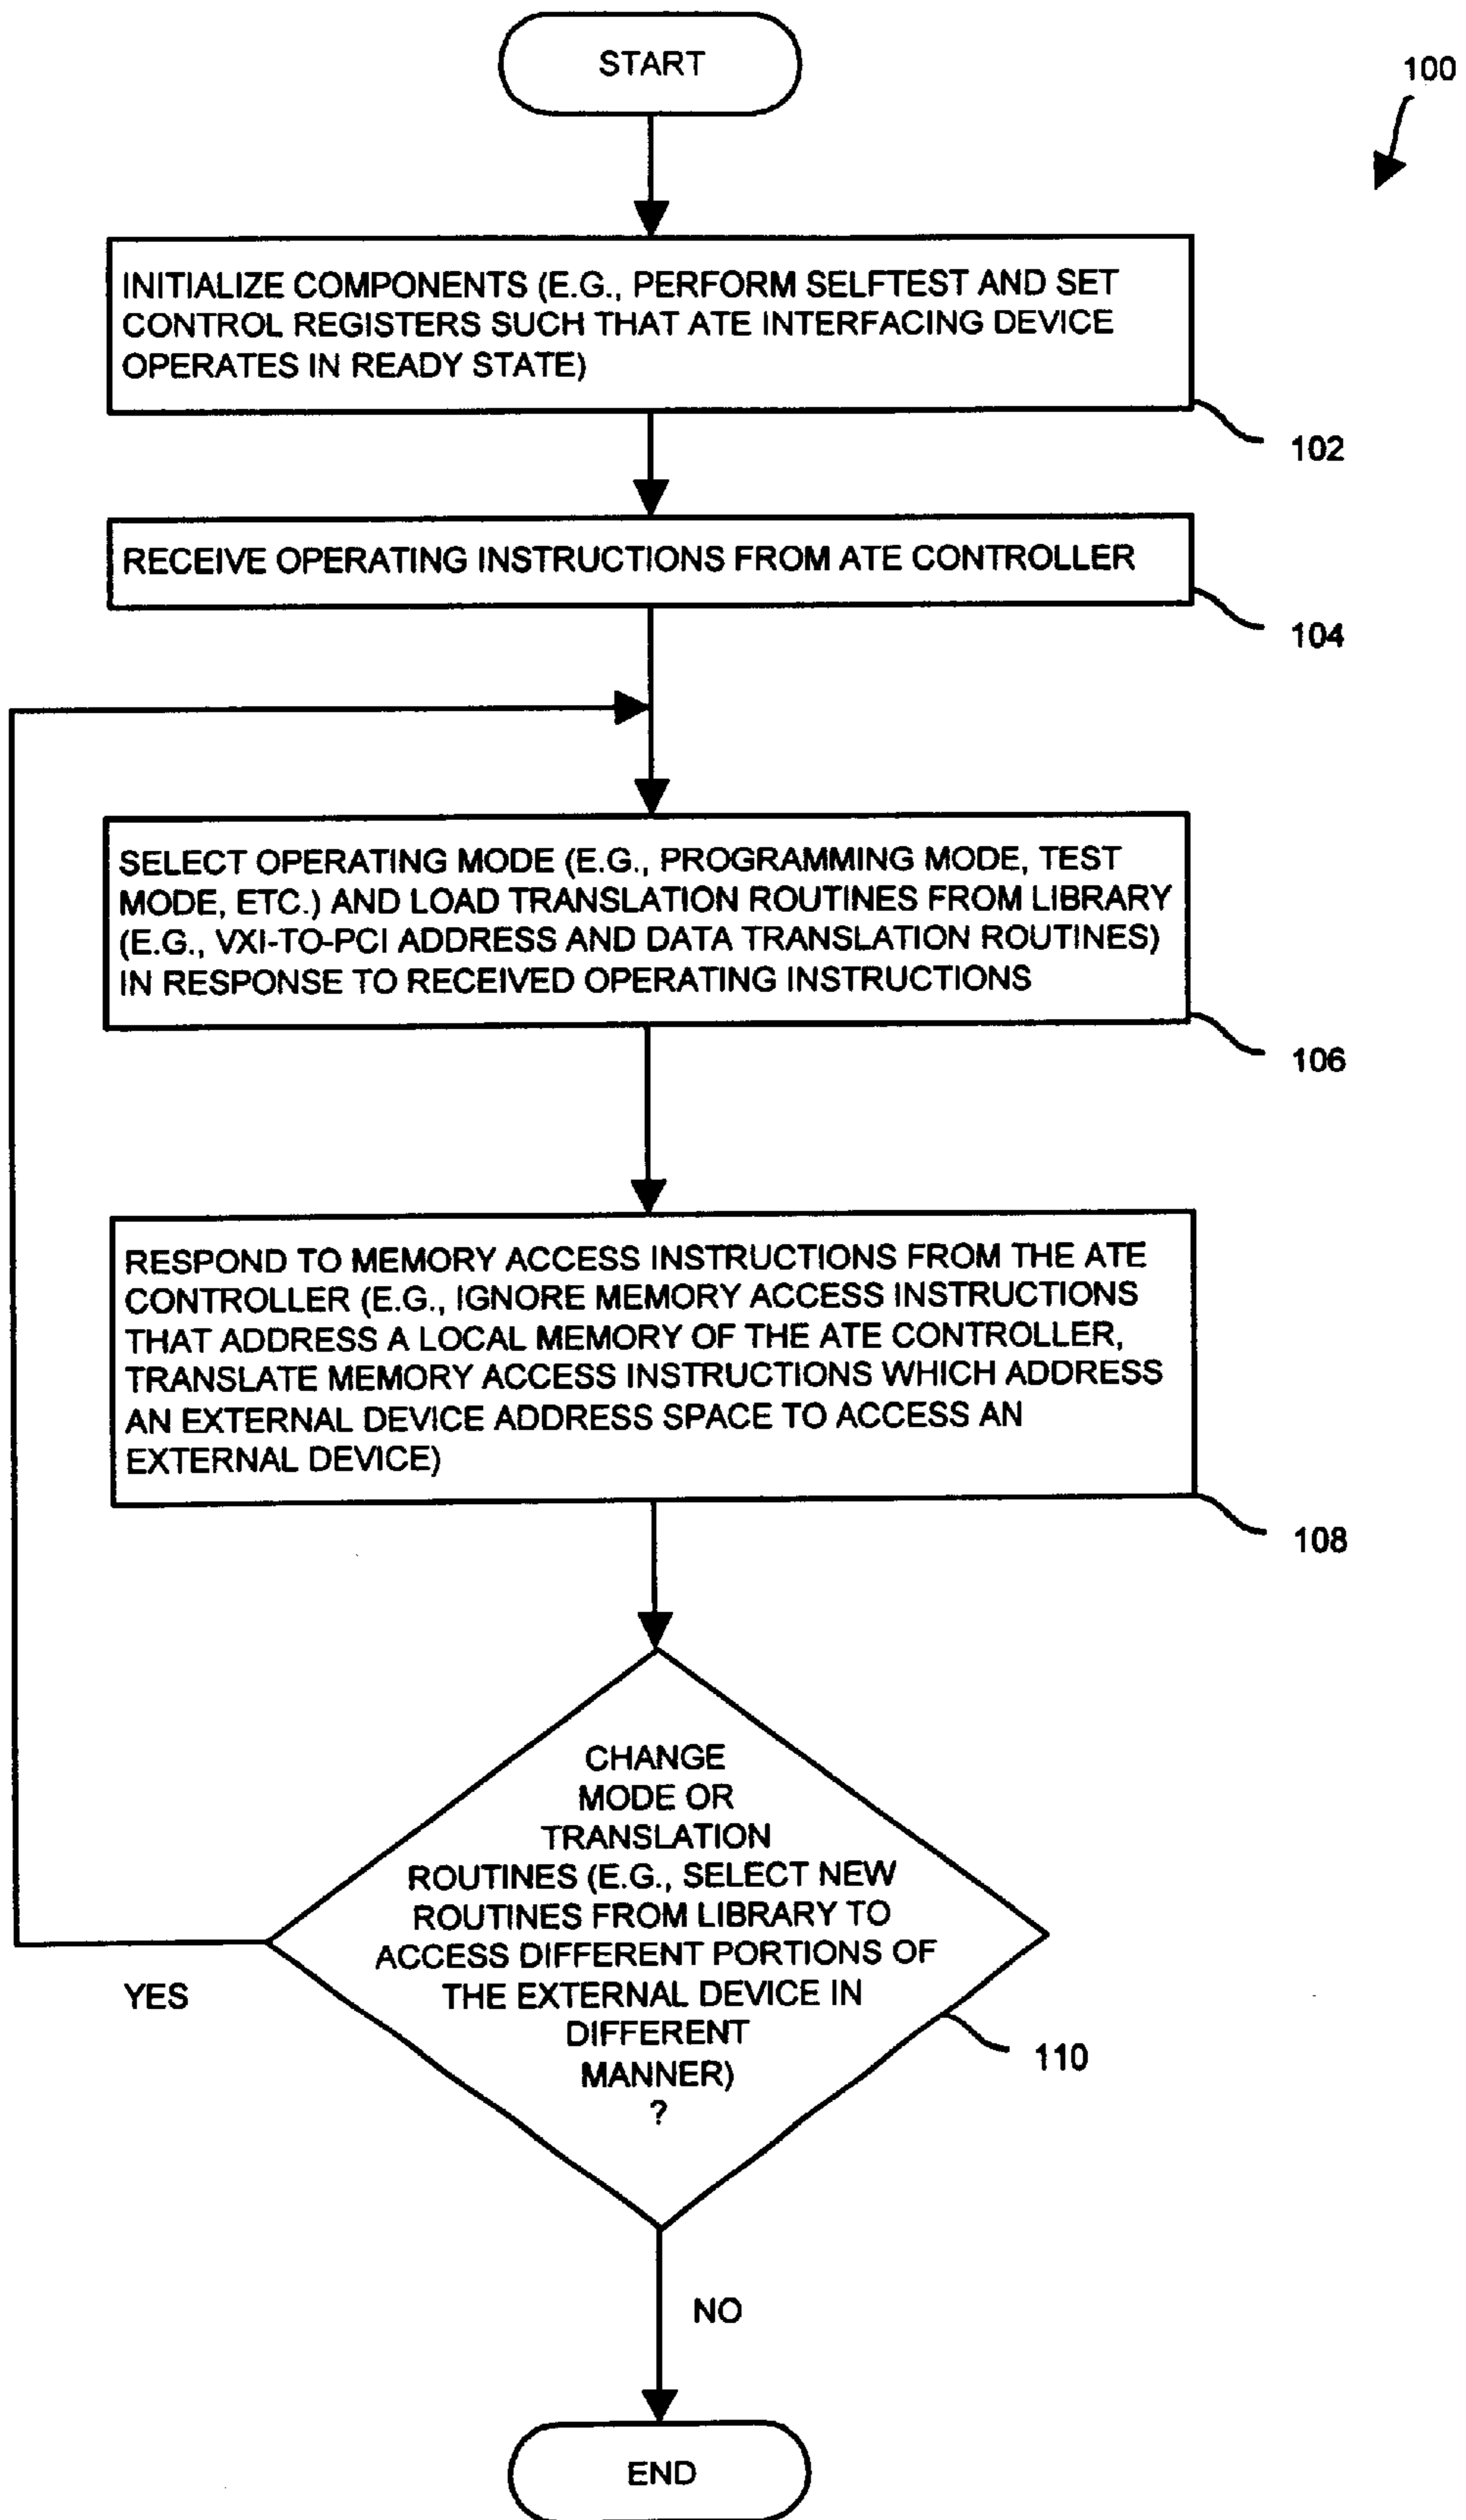 START
100
INITIALIZE COMPONENTS (E.G., PERFORM SELFTEST AND SET
CONTROL REGISTERS SUCH THAT ATE INTERFACING DEVICE
OPERATES IN READY STATE)
102
RECEIVE OPERATING INSTRUCTIONS FROM ATE CONTROLLER
104
SELECT OPERATING MODE (E.G., PROGRAMMING MODE, TEST
MODE, ETC.) AND LOAD TRANSLATION ROUTINES FROM LIBRARY
(E.G., VXI-TO-PCI ADDRESS AND DATA TRANSLATION ROUTINES)
IN RESPONSE TO RECEIVED OPERATING INSTRUCTIONS
106
RESPOND TO MEMORY ACCESS INSTRUCTIONS FROM THE ATE
CONTROLLER (E.G., IGNORE MEMORY ACCESS INSTRUCTIONS
THAT ADDRESS A LOCAL MEMORY OF THE ATE CONTROLLER,
TRANSLATE MEMORY ACCESS INSTRUCTIONS WHICH ADDRESS
AN EXTERNAL DEVICE ADDRESS SPACE TO ACCESS AN
EXTERNAL DEVICE)
108
CHANGE
MODE OR
TRANSLATION
ROUTINES (E.G., SELECT NEW
ROUTINES FROM LIBRARY TO
ACCESS DIFFERENT PORTIONS OF
THE EXTERNAL DEVICE IN
DIFFERENT
MANNER)
?
YES
110
NO
END